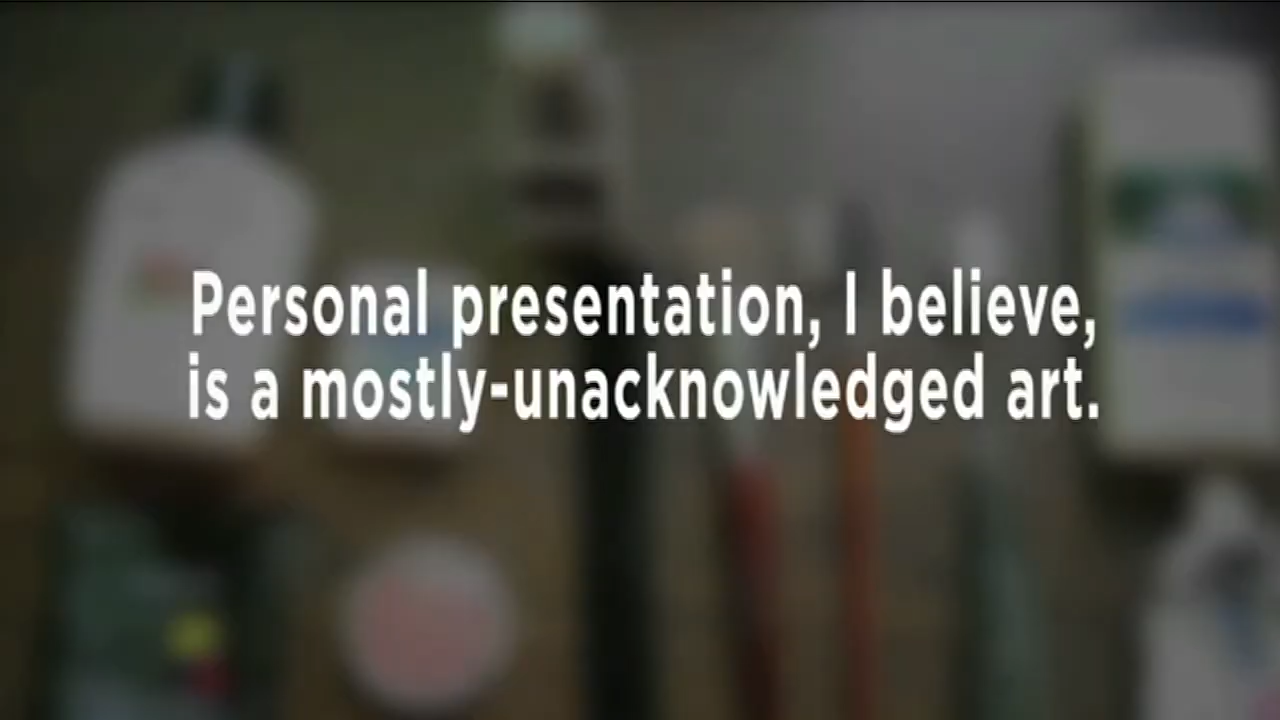 Personal presentation, I believe,
is a mostly-unacknowledged art.